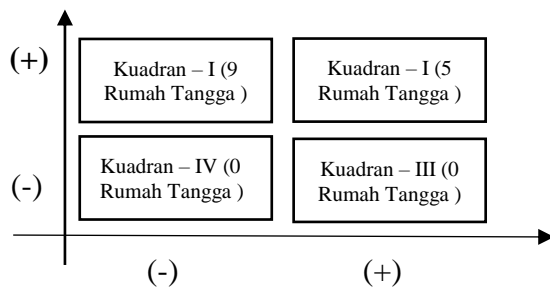 (+)
Kuadran – I (9
Rumah Tangga )
Kuadran – I (5
Rumah Tangga )
(-)
Kuadran – IV (0
Rumah Tangga )
Kuadran – III (0
Rumah Tangga )
(-)
(+)